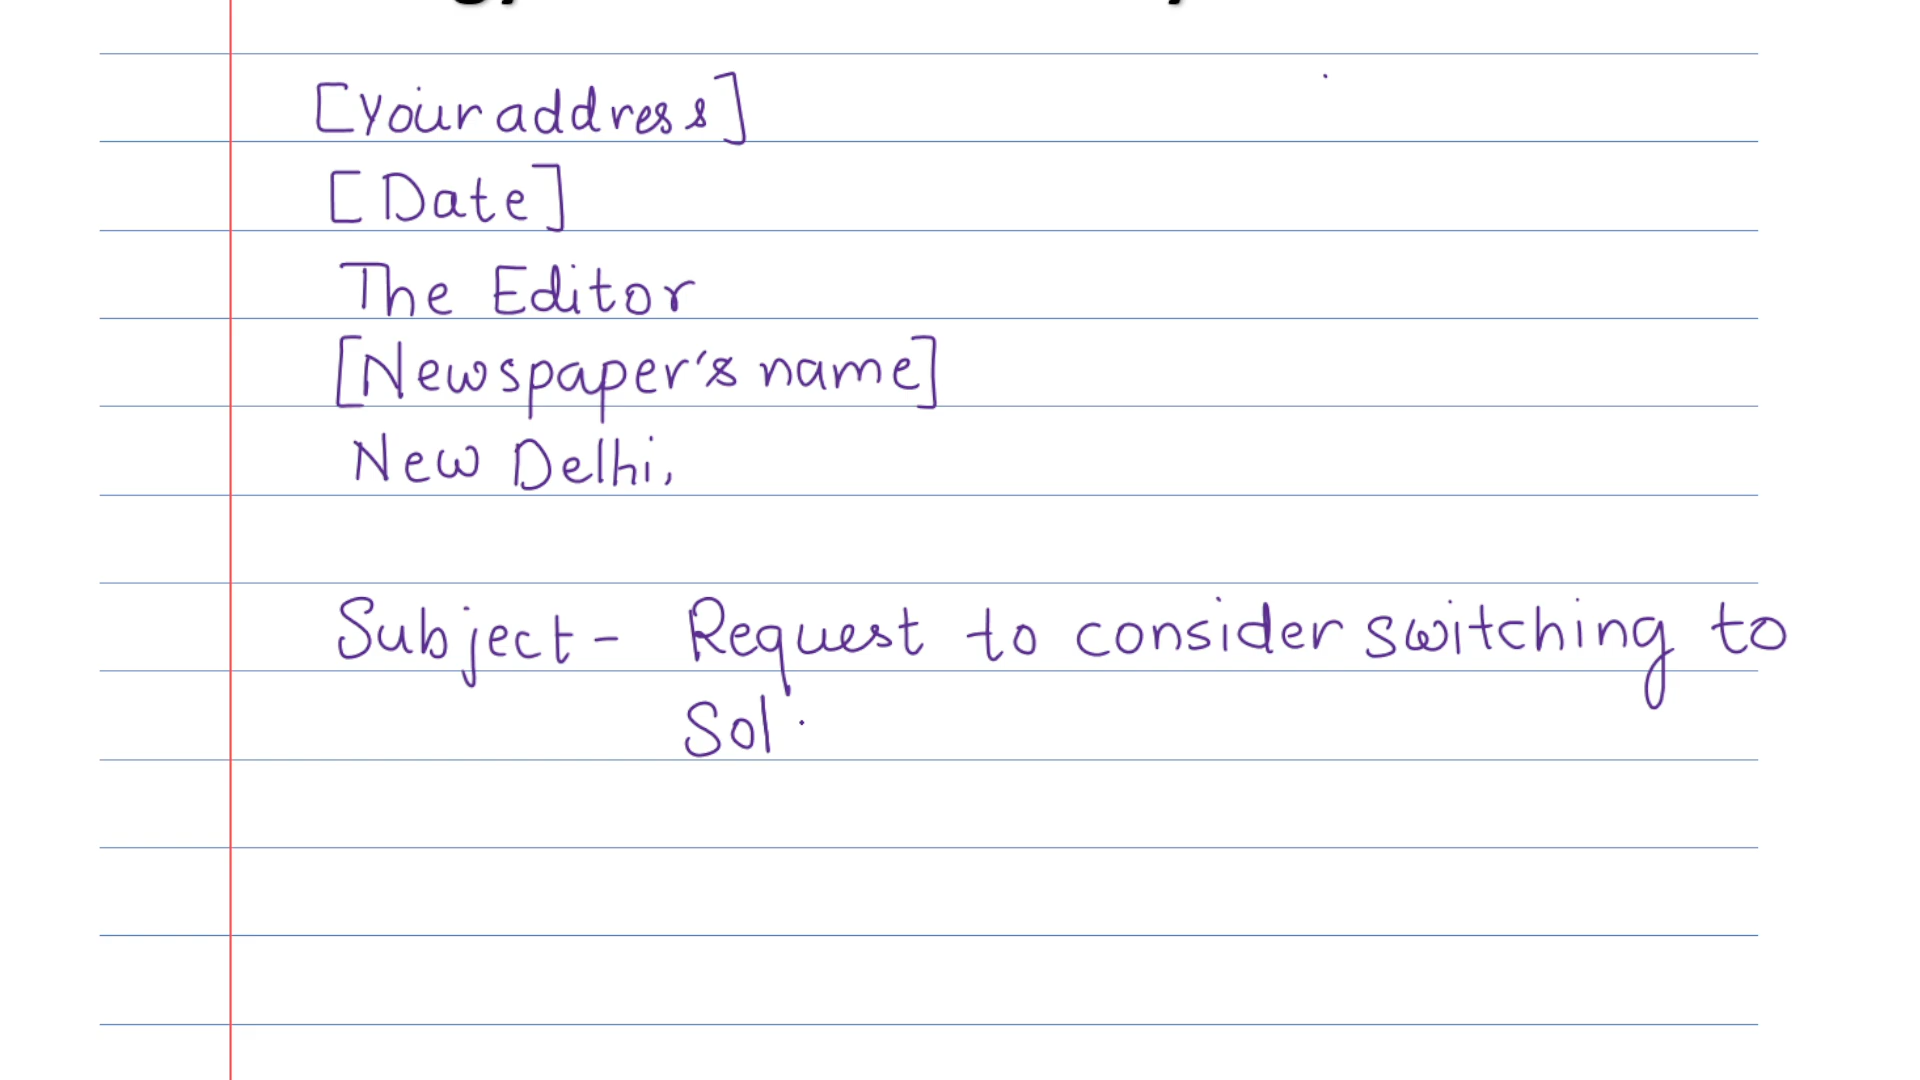 [Your address]
[Date]
The Editor
[Newspaper's name]
New Delhi,
Subject - Request to consider switching to
Sol